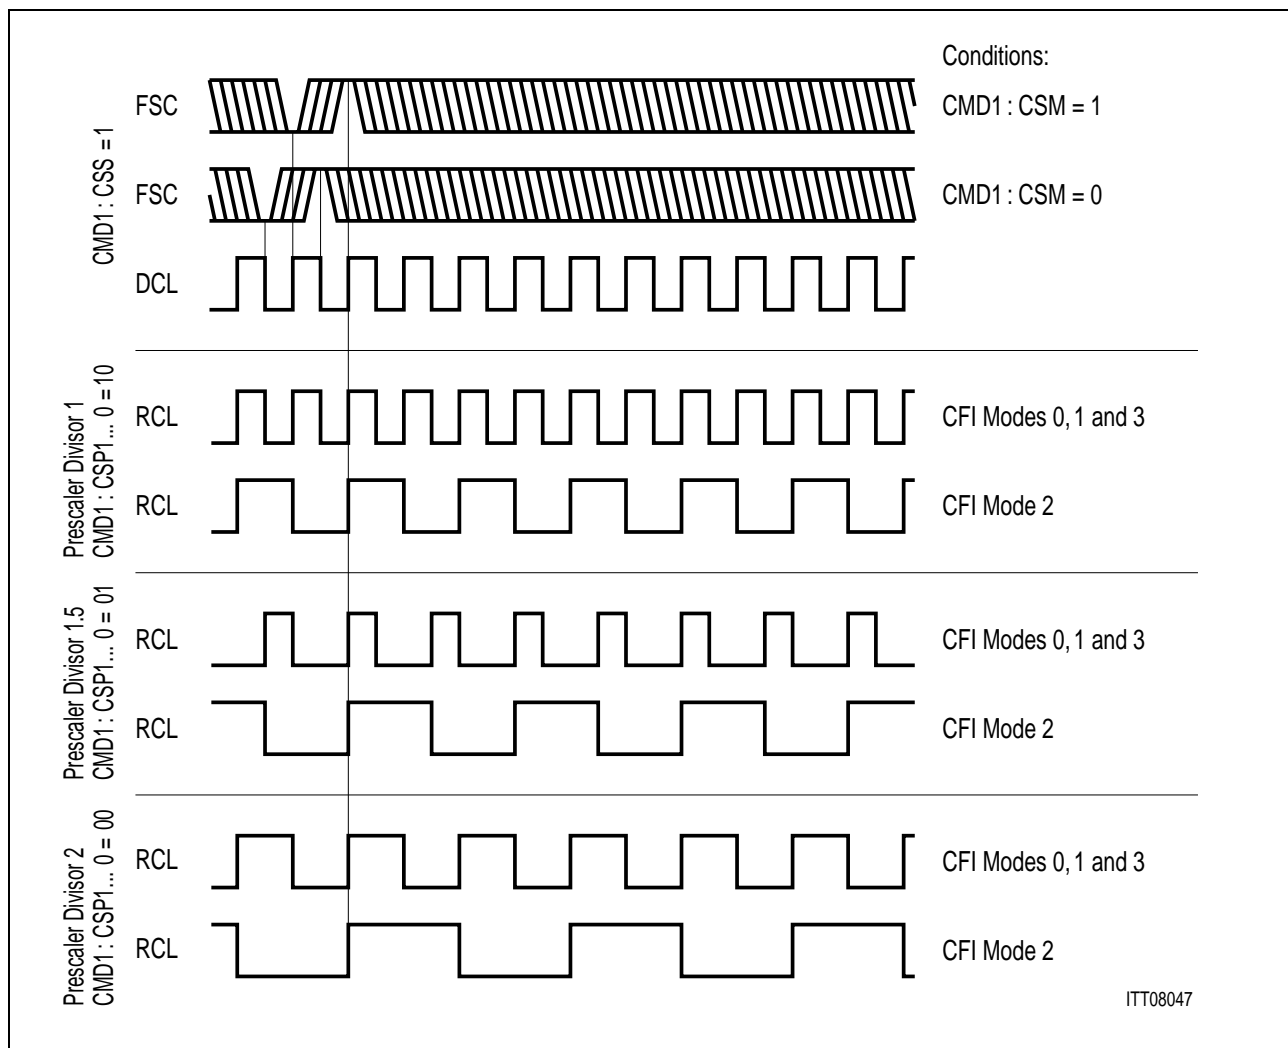 Conditions:
CMD1 : CSS = 1
FSC
CMD1 : CSM = 1
FSC
CMD1 : CSM = 0
DCL
Prescaler Divisor 1
CMD1 : CSP1... 0 = 10
RCL
CFI Modes 0, 1 and 3
RCL
CFI Mode 2
Prescaler Divisor 1.5
CMD1 : CSP1... 0 = 01
RCL
CFI Modes 0, 1 and 3
RCL
CFI Mode 2
Prescaler Divisor 2
CMD1 : CSP1... 0 = 00
RCL
CFI Modes 0, 1 and 3
RCL
CFI Mode 2
ITT08047